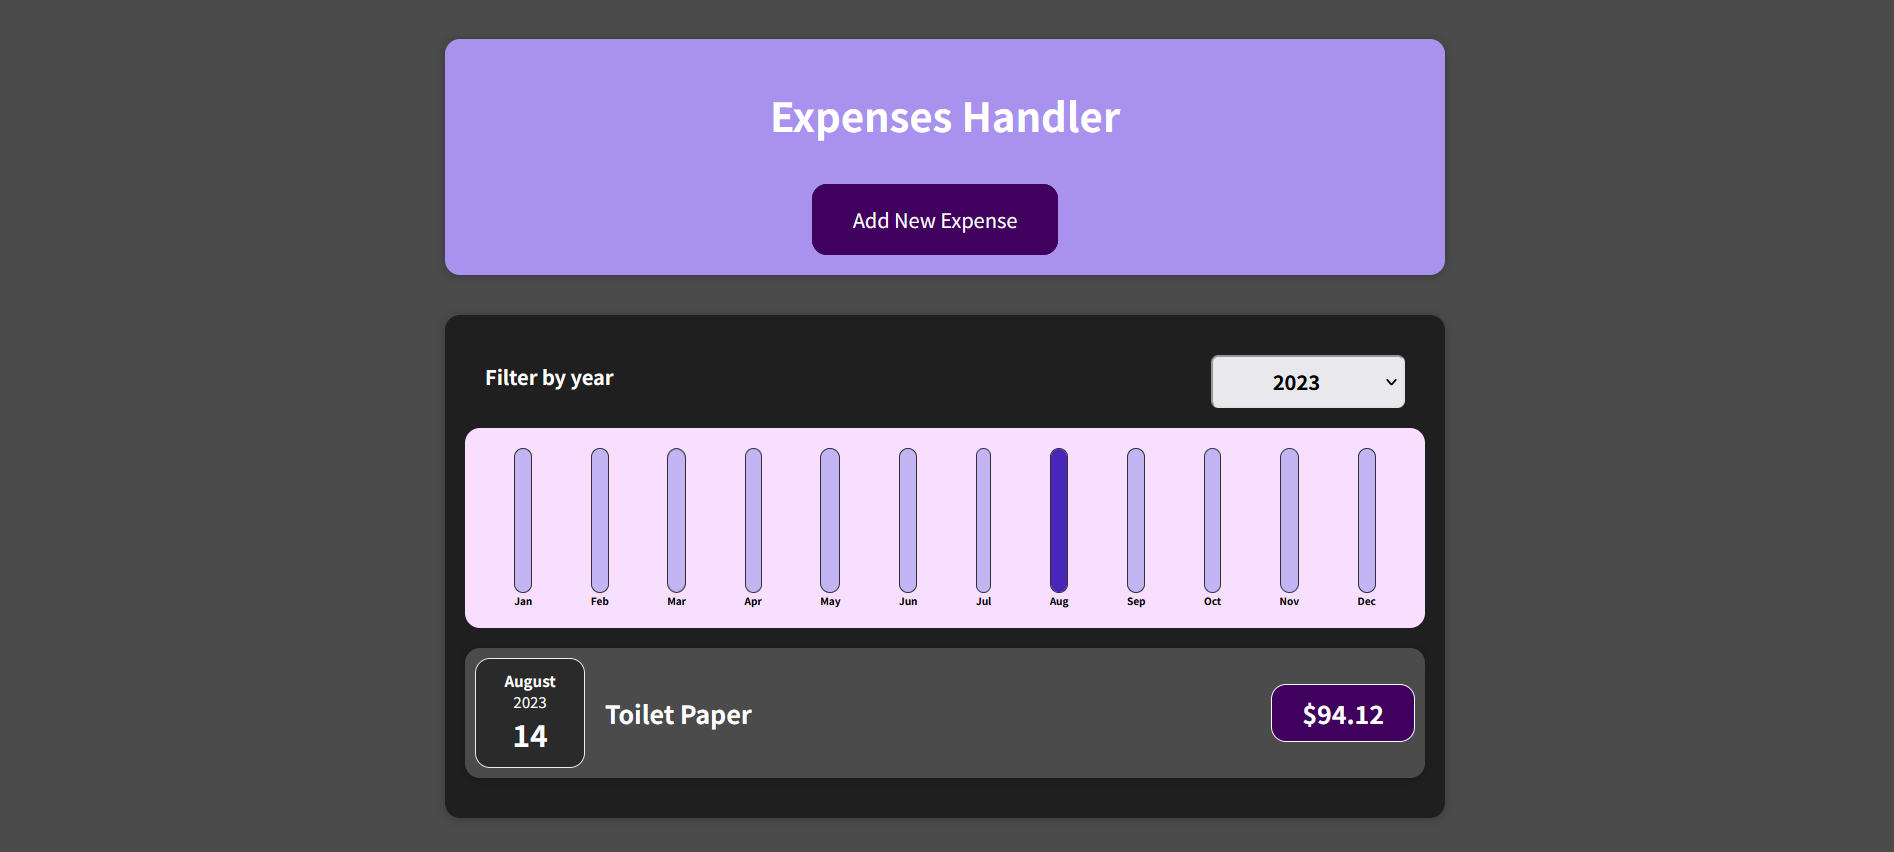 Expenses Handler
Add New Expense
Filter by year
2023
Jan Feb Mar Apr May Jun Jul Aug Sep Oct Nov Dec
August
2023
14
Toilet Paper
$94.12